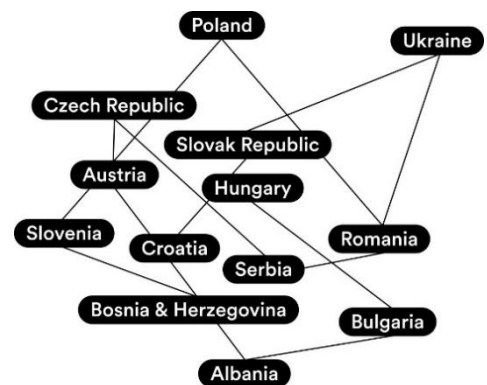 Poland
Ukraine
Czech Republic
Slovak Republic
Austria
Hungary
Slovenia
Croatia
Romania
Serbia
Bosnia & Herzegovina
Bulgaria
Albania